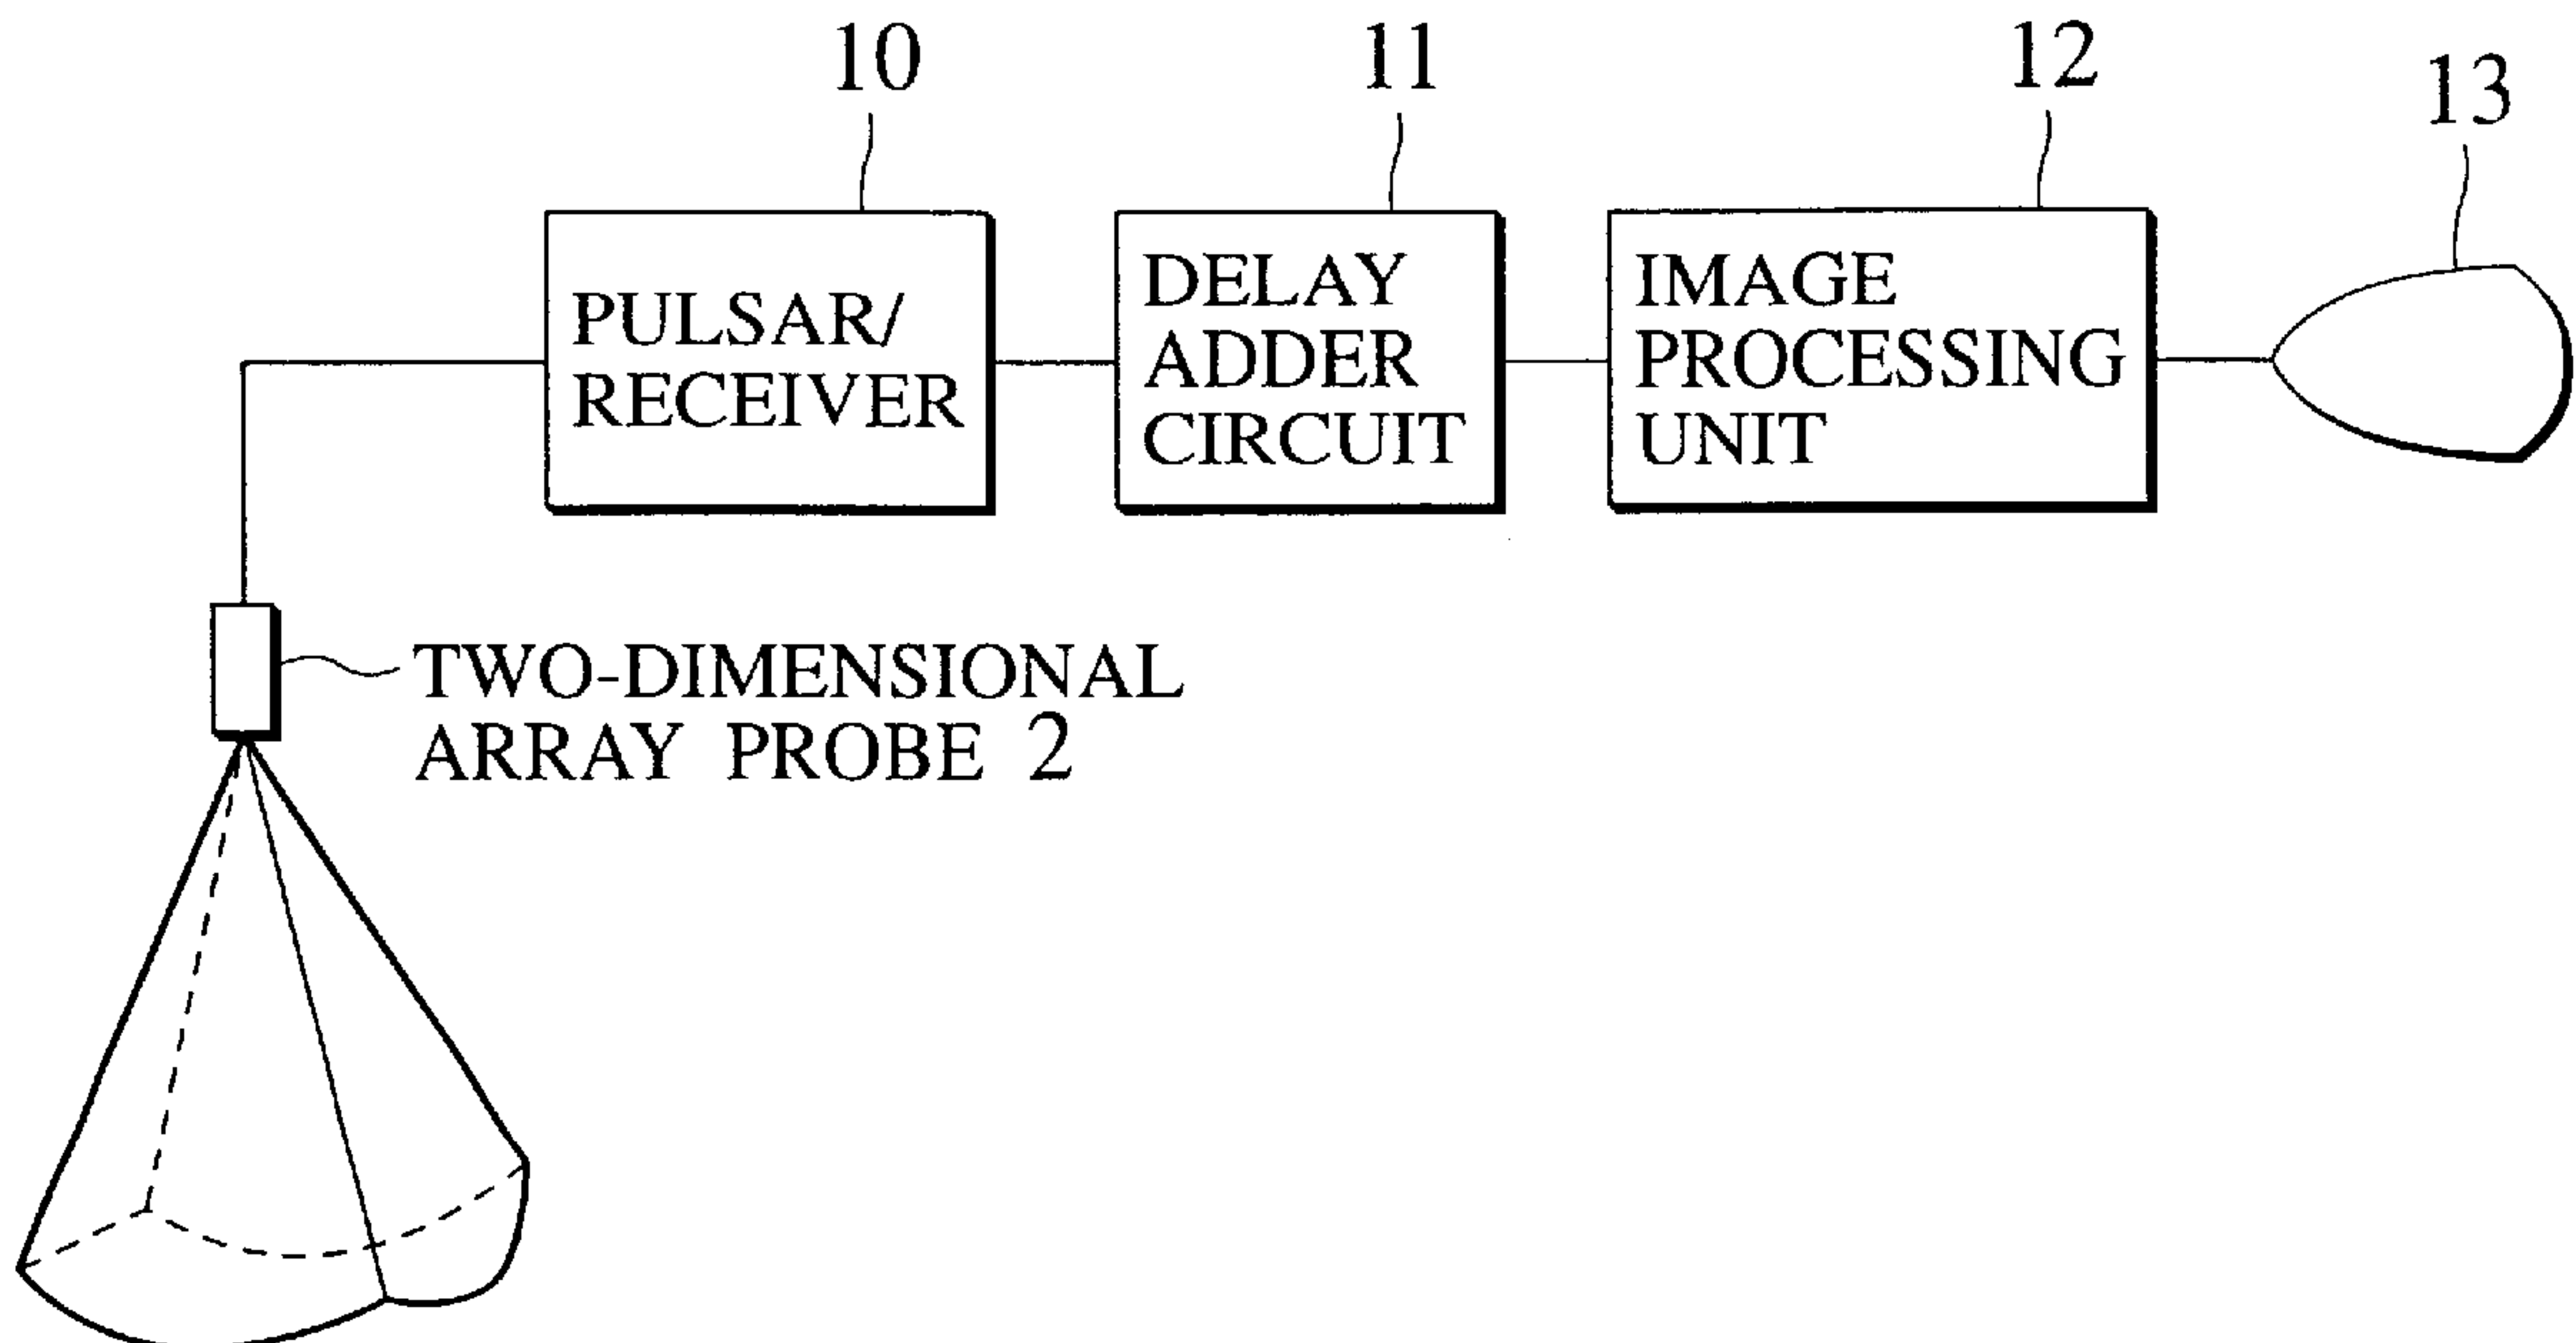 10
11
12
13
PULSAR/
RECEIVER
DELAY
ADDER
CIRCUIT
IMAGE
PROCESSING
UNIT
TWO-DIMENSIONAL
ARRAY PROBE 2